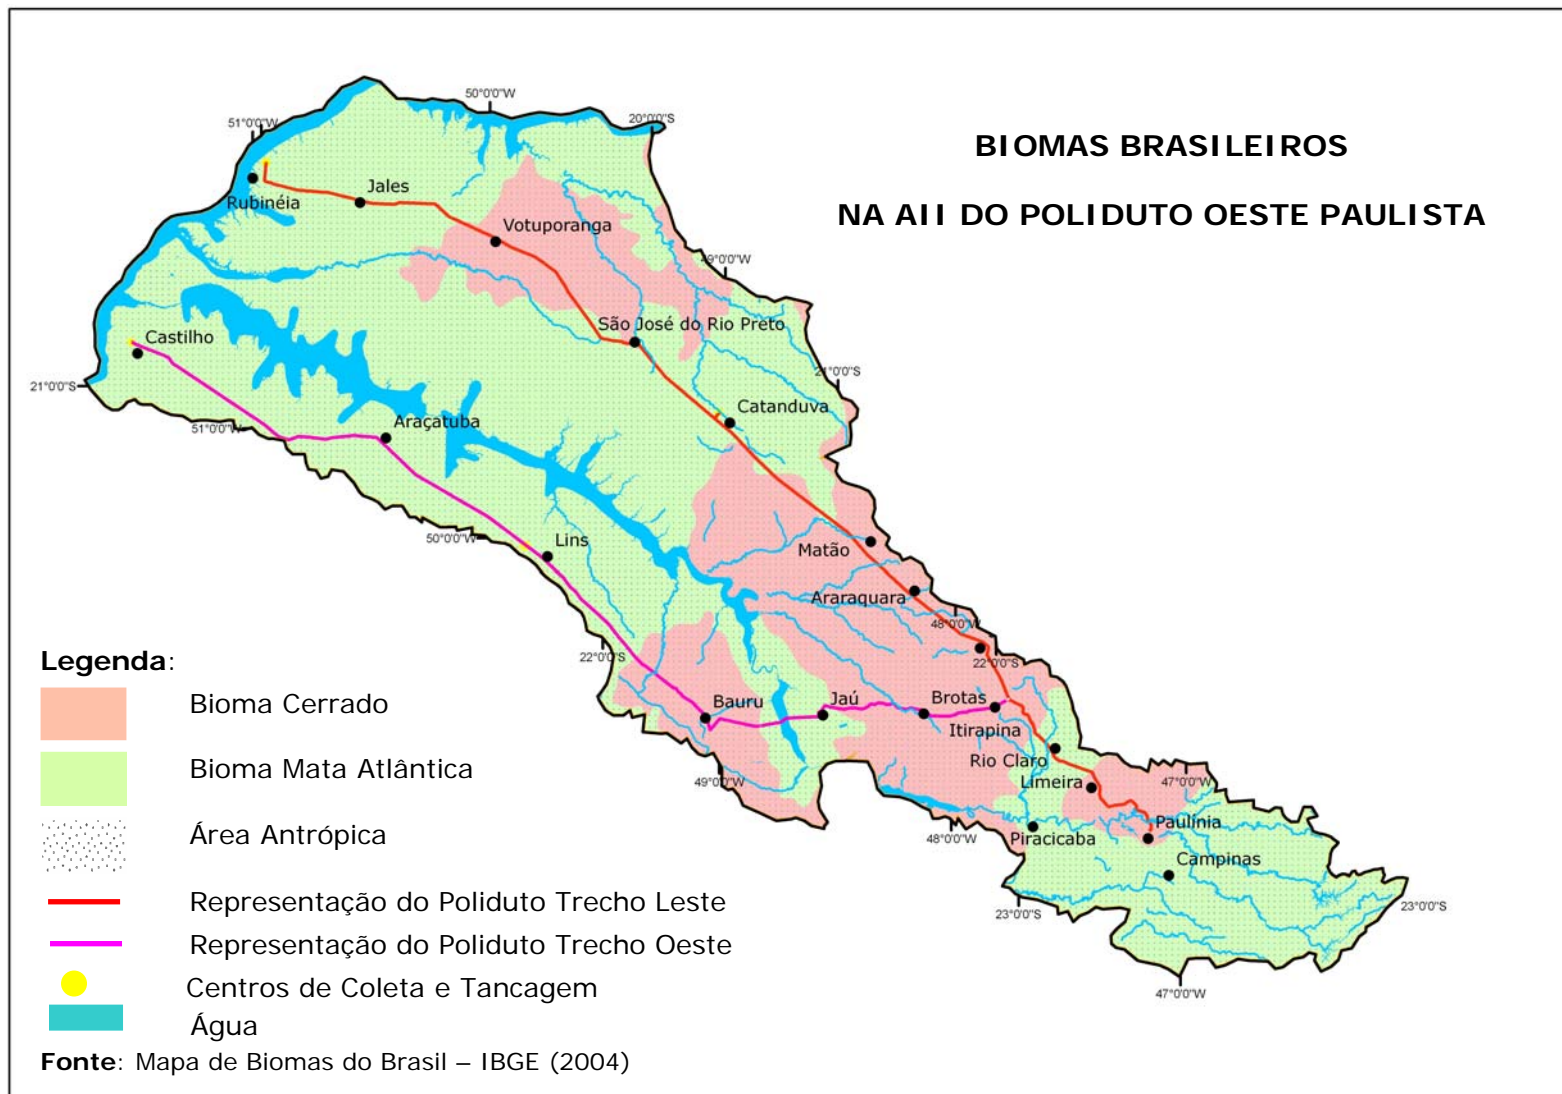 BIOMAS BRASILEIROS
NA AII DO POLIDUTO OESTE PAULISTA
50°0'0"W
51°0'0"W
20°0'0"S
Rubinéia
Jales
Votuporanga
49°0'0"W
São José do Rio Preto
Castilho
21°0'0"S
21°0'0"S
Catanduva
Araçatuba
51°0'0"W
50°0'0"W
Lins
Matão
Araraquara
48°0'0"W
22°0'0"S
22°0'0"S
Bauru
Jaú
Brotas
Itirapina
Rio Claro
49°0'0"W
Limeira
47°0'0"W
Paulínia
48°0'0"W
Piracicaba
Campinas
23°0'0"S
23°0'0"S
47°0'0"W
Legenda:
Bioma Cerrado
Bioma Mata Atlântica
Área Antrópica
Representação do Poliduto Trecho Leste
Representação do Poliduto Trecho Oeste
Centros de Coleta e Tancagem
Água
Fonte: Mapa de Biomas do Brasil – IBGE (2004)